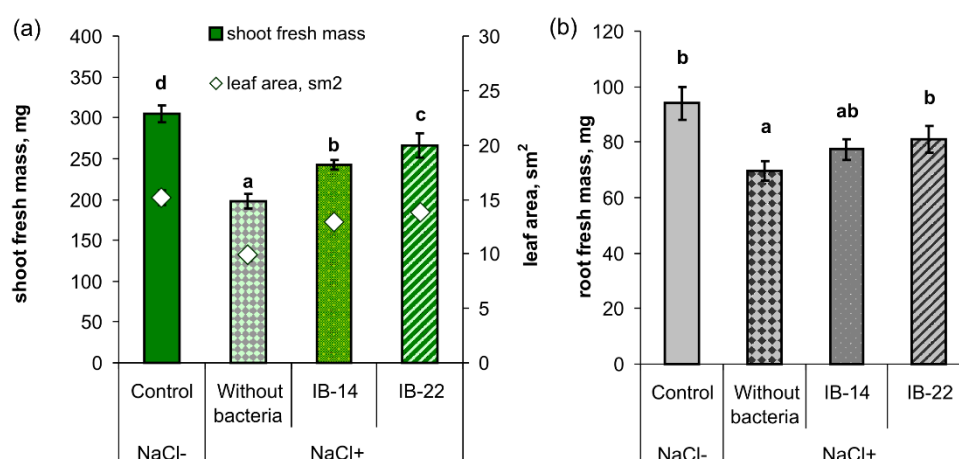 (a)
shoot fresh mass, mg
400
350
300
250
200
150
100
50
0
shoot fresh mass
leaf area, sm2
d
a
b
c
30
25
20
15
10
5
0
leaf area, sm²
Control
Without
bacteria
IB-14
IB-22
NaCl-
NaCl+
(b)
root fresh mass, mg
120
100
80
60
40
20
0
b
a
ab
b
Control
Without
bacteria
IB-14
IB-22
NaCl-
NaCl+